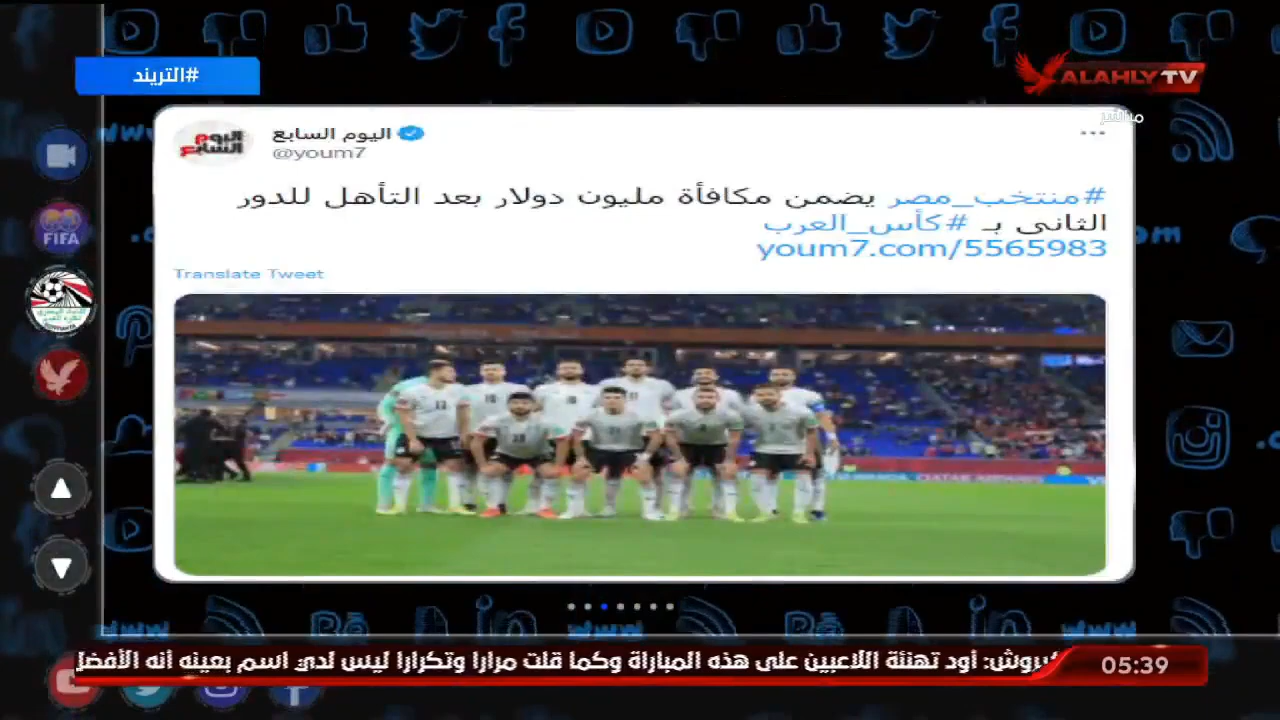 #التريند
ALAHLY TV
مباشر
اليوم السابع
@youm7
#منتخب_مصر يضمن مكافأة مليون دولار بعد التأهل للدور
الثانى بـ #كأس_العرب
youm7.com/5565983
Translate Tweet
FIFA
كيروش: أود تهنئة اللاعبين على هذه المباراة وكما قلت مرارا وتكرارا ليس لدي اسم بعينه أنه الأفضل
05:39